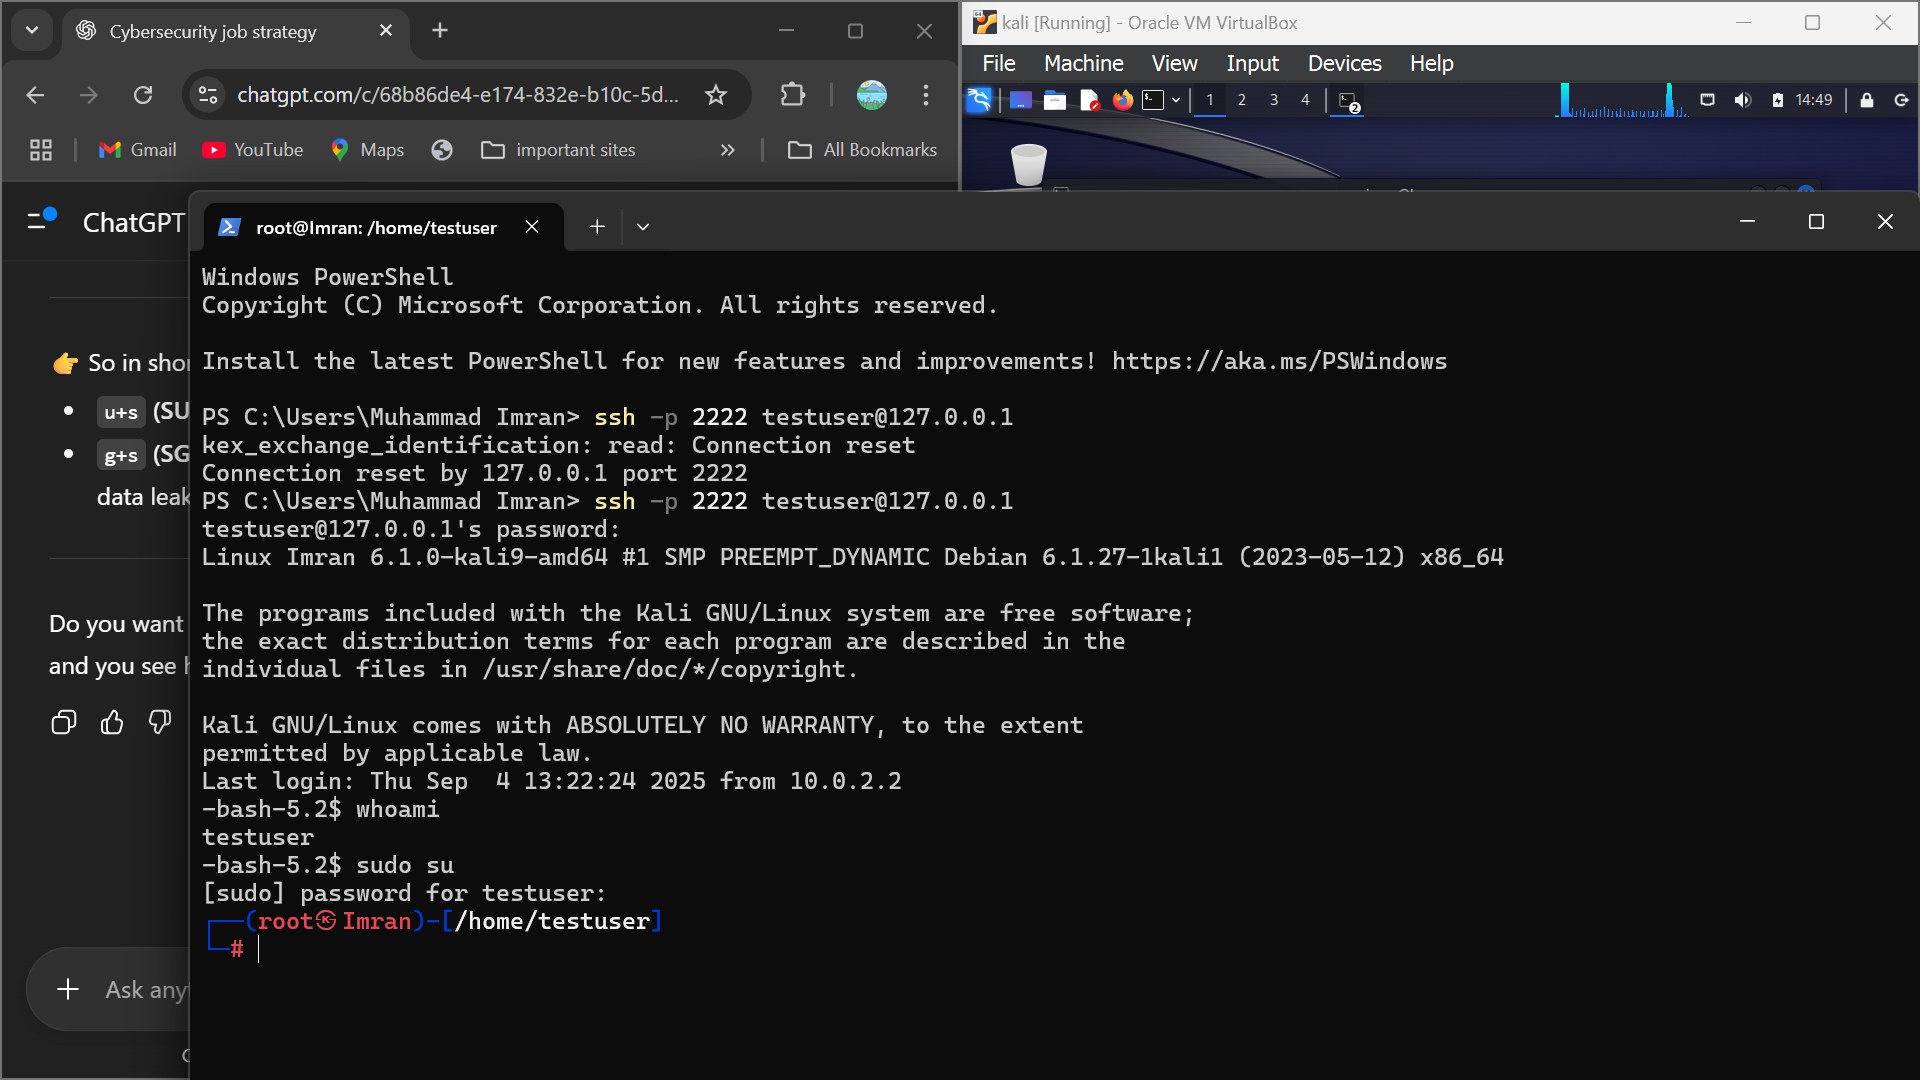 Cybersecurity job strategy
chatgpt.com/c/68b86de4-e174-832e-b10c-5d...
Gmail
YouTube
Maps
important sites
All Bookmarks
kali [Running] - Oracle VM VirtualBox
File Machine View Input Devices Help
1 2 3 4
2
14:49
ChatGPT
So in
u+s (SU
g+s (SG
data
Do you want
and you see
Ask
root@Imran: /home/testuser
Windows PowerShell
Copyright (C) Microsoft Corporation. All rights reserved.
Install the latest PowerShell for new features and improvements! https://aka.ms/PSWindows
PS C:\Users\Muhammad Imran> ssh -p 2222 testuser@127.0.0.1
kex_exchange_identification: read: Connection reset
Connection reset by 127.0.0.1 port 2222
PS C:\Users\Muhammad Imran> ssh -p 2222 testuser@127.0.0.1
testuser@127.0.0.1's password:
Linux Imran 6.1.0-kali9-amd64 #1 SMP PREEMPT_DYNAMIC Debian 6.1.27-1kali1 (2023-05-12) x86_64
The programs included with the Kali GNU/Linux system are free software;
the exact distribution terms for each program are described in the
individual files in /usr/share/doc/*/copyright.
Kali GNU/Linux comes with ABSOLUTELY NO WARRANTY, to the extent
permitted by applicable law.
Last login: Thu Sep  4 13:22:24 2025 from 10.0.2.2
-bash-5.2$ whoami
testuser
-bash-5.2$ sudo su
[sudo] password for testuser:
┌──(root㉿Imran)-[/home/testuser]
└─#